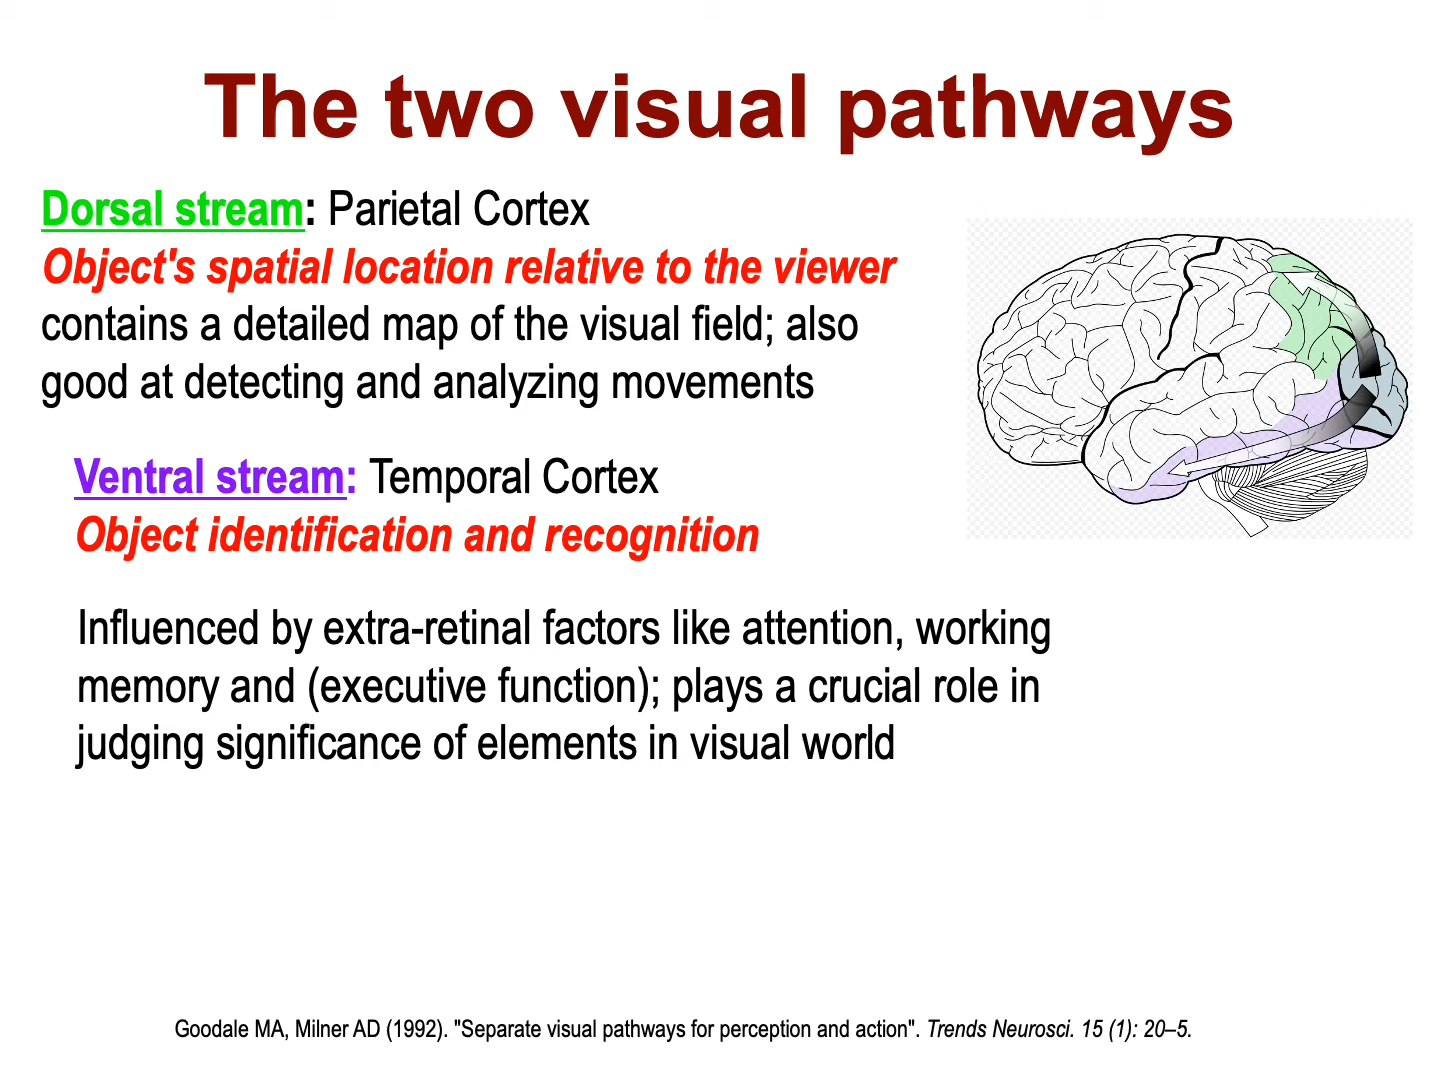 The two visual pathways
Dorsal stream: Parietal Cortex
Object's spatial location relative to the viewer
contains a detailed map of the visual field; also
good at detecting and analyzing movements
Ventral stream: Temporal Cortex
Object identification and recognition
Influenced by extra-retinal factors like attention, working
memory and (executive function); plays a crucial role in
judging significance of elements in visual world
Goodale MA, Milner AD (1992). "Separate visual pathways for perception and action". Trends Neurosci. 15 (1): 20–5.